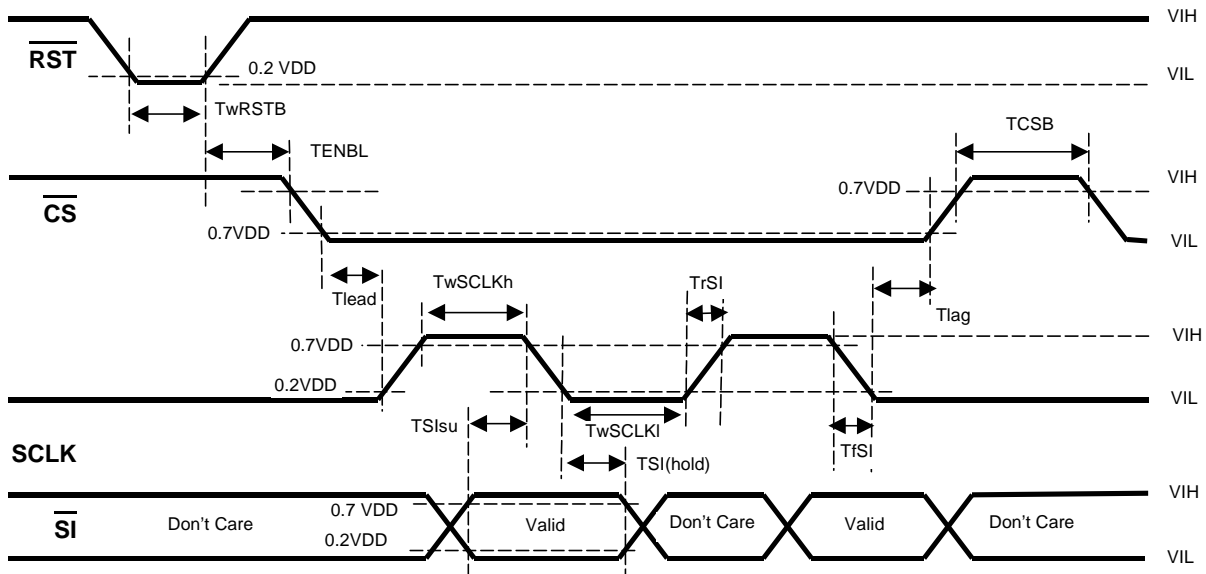 VIH
RST
0.2 VDD
VIL
TwRSTB
TCSB
TENBL
VIH
0.7VDD
CS
0.7VDD
VIL
TwSCLKh
TrSI
Tlead
Tlag
VIH
0.7VDD
0.2VDD
VIL
TSIsu
TwSCLKl
TfSI
SCLK
TSI(hold)
VIH
0.7 VDD
SI
Don't Care
Valid
Don't Care
Valid
Don't Care
0.2VDD
VIL